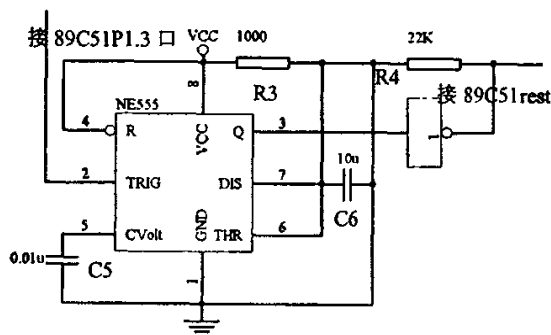 接 89C51P1.3 口
VCC
1000
22K
R3
R4
接 89C51rest
NE555
8
4
R
VCC
Q
3
1
2
TRIG
DIS
7
10u
C6
5
CVolt
GND
THR
6
0.01u
C5
1